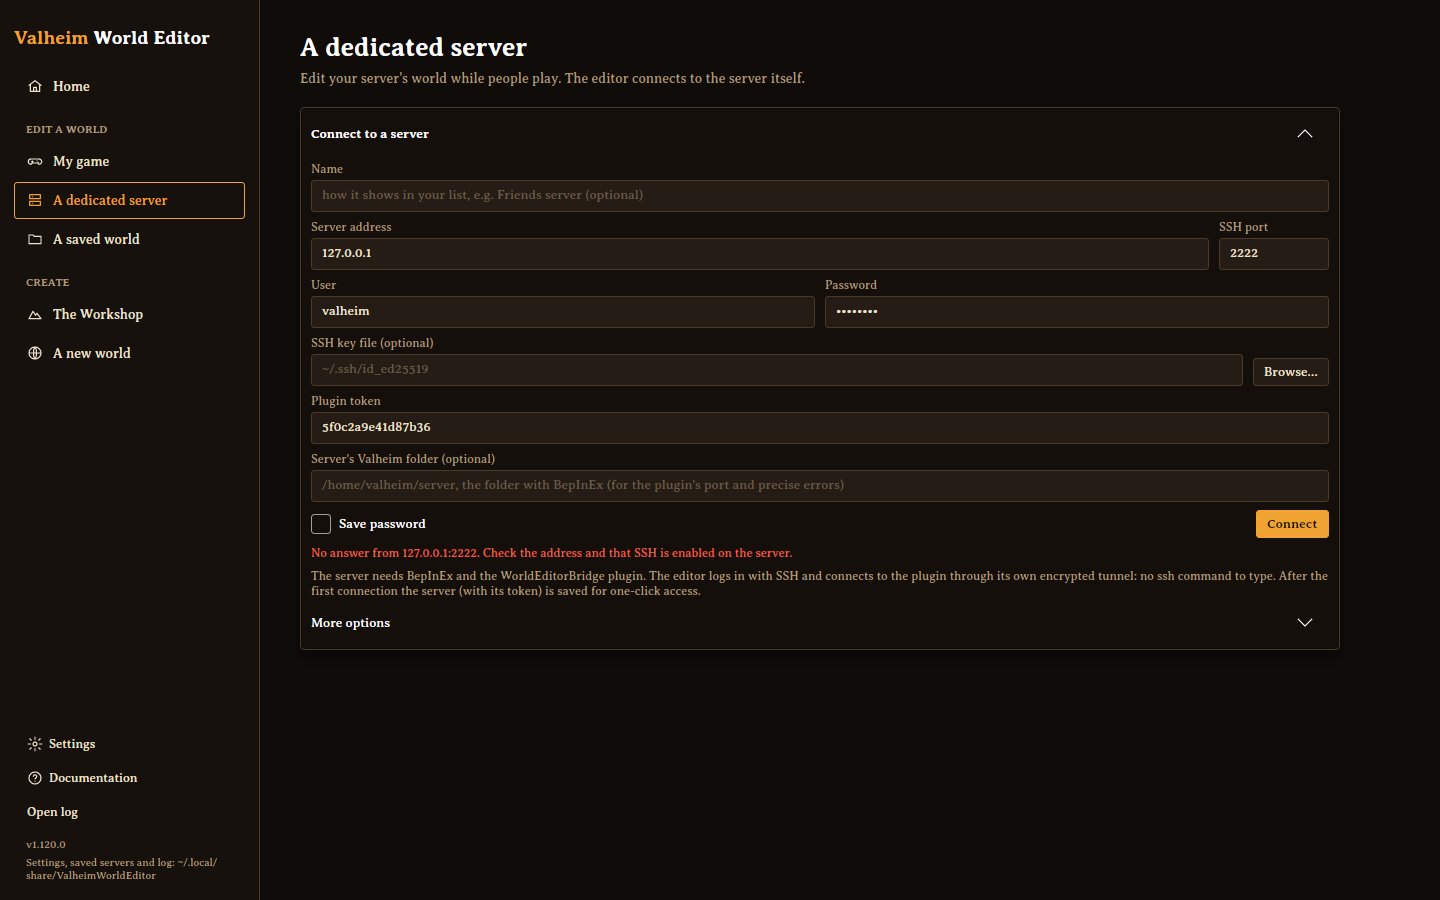 Valheim World Editor
Home
EDIT A WORLD
My game
A dedicated server
A saved world
CREATE
The Workshop
A new world
Settings
Documentation
Open log
v1.120.0
Settings, saved servers and log: ~/.local/
share/ValheimWorldEditor
A dedicated server
Edit your server's world while people play. The editor connects to the server itself.
Connect to a server
Name
how it shows in your list, e.g. Friends server (optional)
Server address
SSH port
127.0.0.1
2222
User
Password
valheim
••••••••
SSH key file (optional)
~/.ssh/id_ed25519
Browse...
Plugin token
5f0c2a9e41d87b36
Server's Valheim folder (optional)
/home/valheim/server, the folder with BepInEx (for the plugin's port and precise errors)
Save password
Connect
No answer from 127.0.0.1:2222. Check the address and that SSH is enabled on the server.
The server needs BepInEx and the WorldEditorBridge plugin. The editor logs in with SSH and connects to the plugin through its own encrypted tunnel: no ssh command to type. After the
first connection the server (with its token) is saved for one-click access.
More options